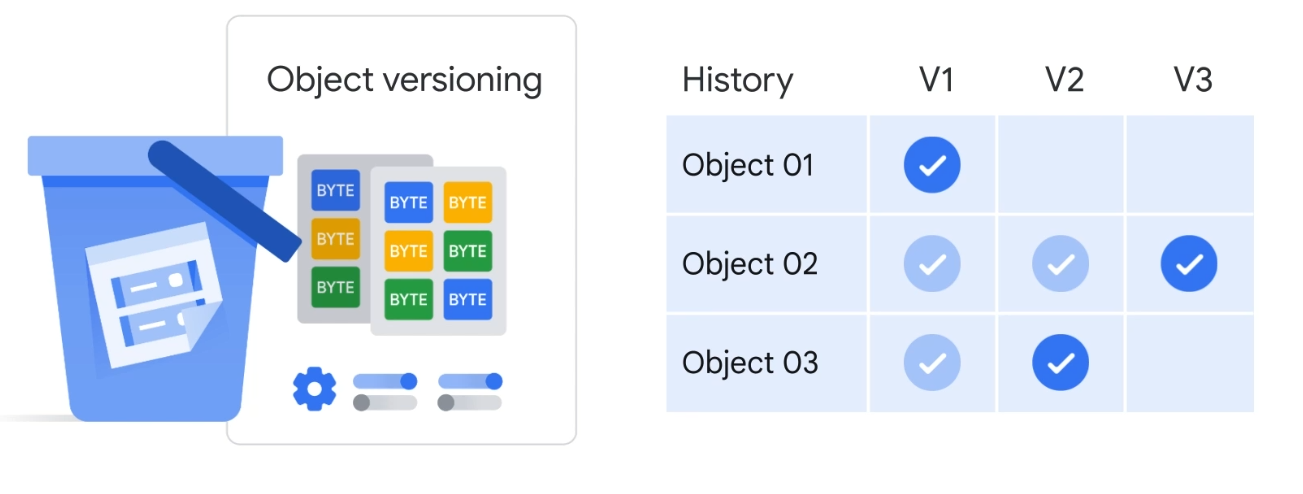 Object versioning
BYTE
BYTE
BYTE
BYTE BYTE
BYTE BYTE
BYTE BYTE
History V1 V2 V3
Object 01
Object 02
Object 03